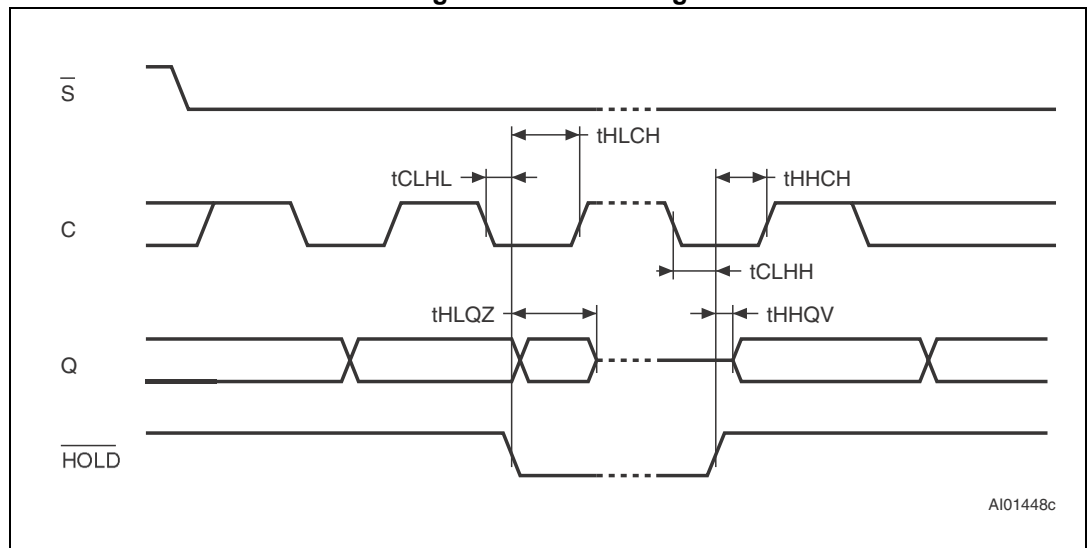 S
tHLCH
tCLHL
tHHCH
C
tCLHH
tHLQZ
tHHQV
Q
HOLD
AI01448c